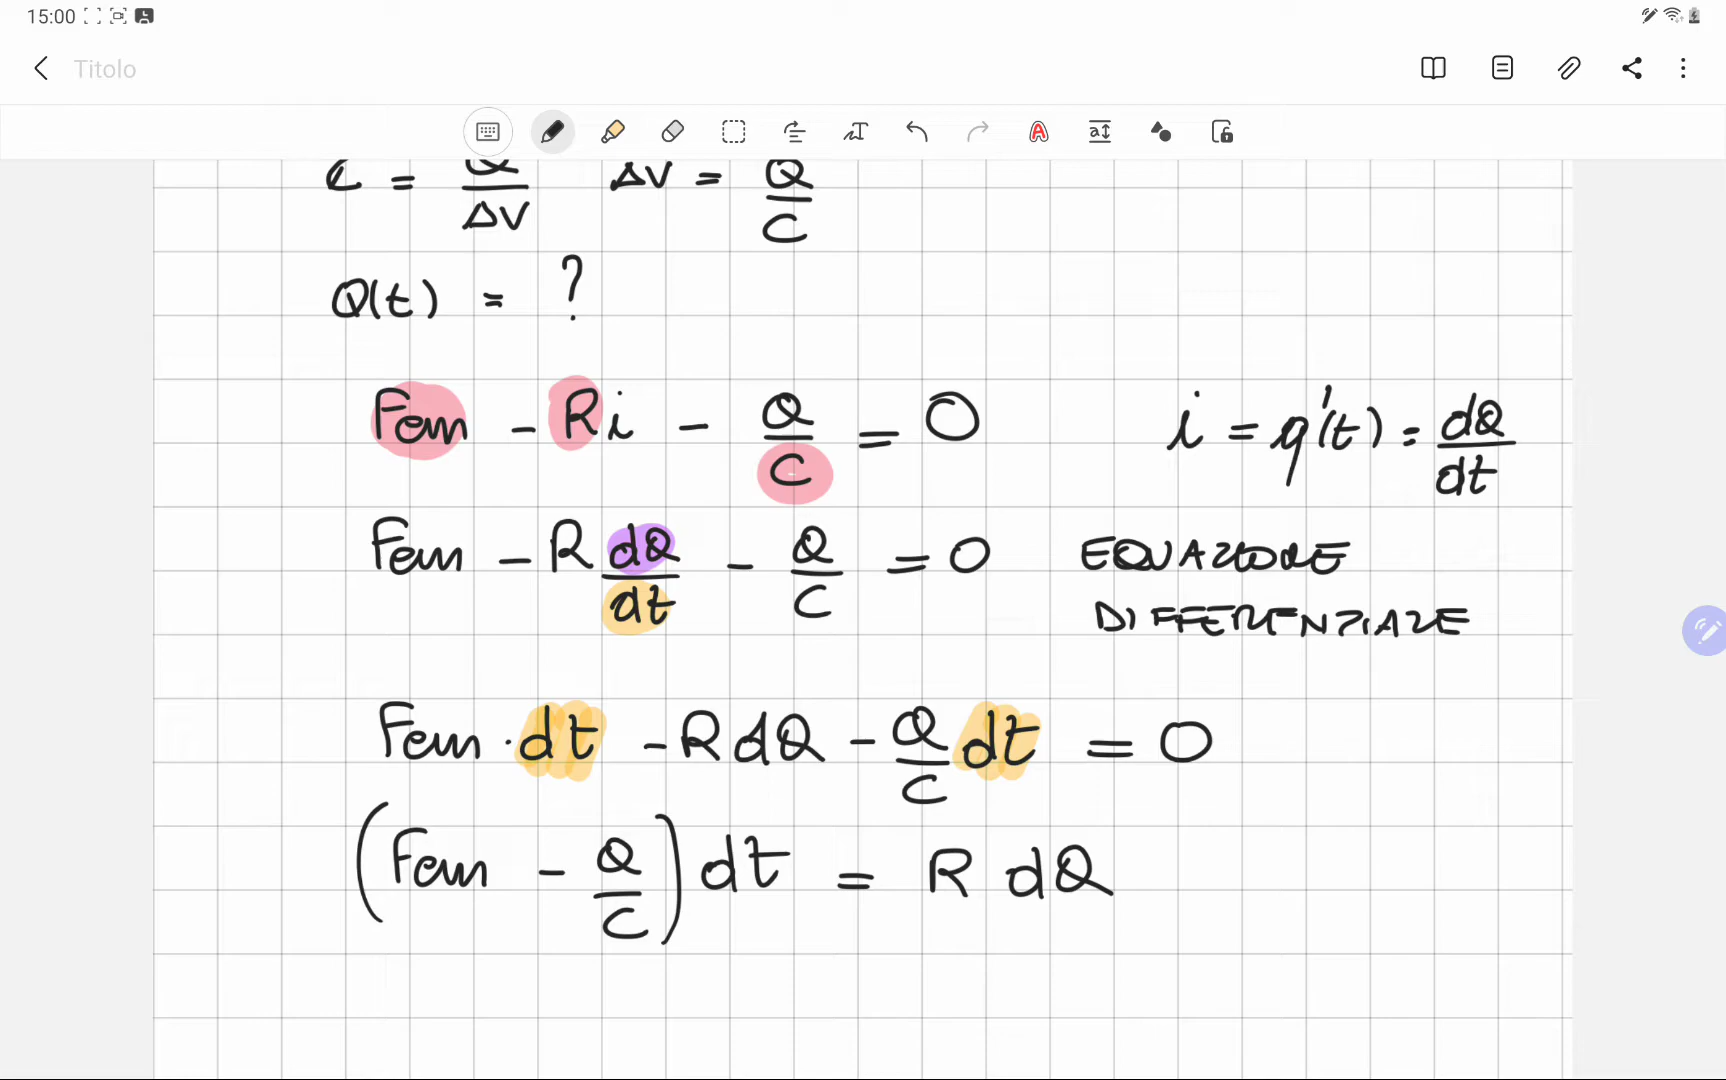 15:00
Titolo
C = Q/ΔV ΔV = Q/C
Q(t) = ?
Fem - Ri - Q/C = 0 i = q'(t) = dQ/dt
Fem - R dQ/dt - Q/C = 0 EQUAZIONE
DIFFERENZIALE
Fem · dt - R dQ - Q/C dt = 0
(Fem - Q/C) dt = R dQ